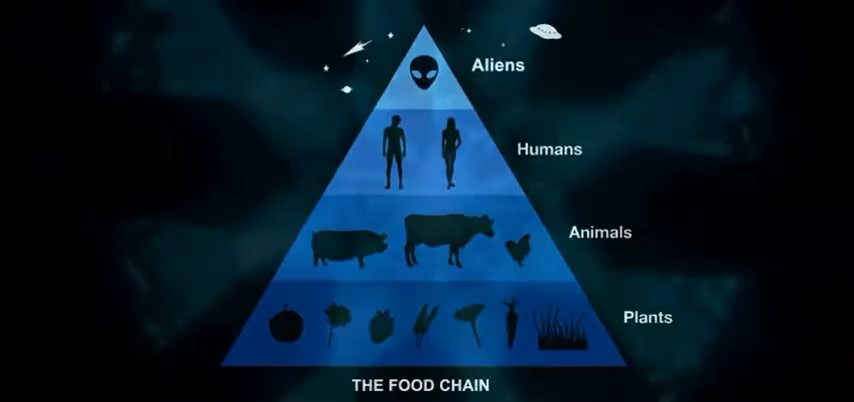 Aliens
Humans
Animals
Plants
THE FOOD CHAIN